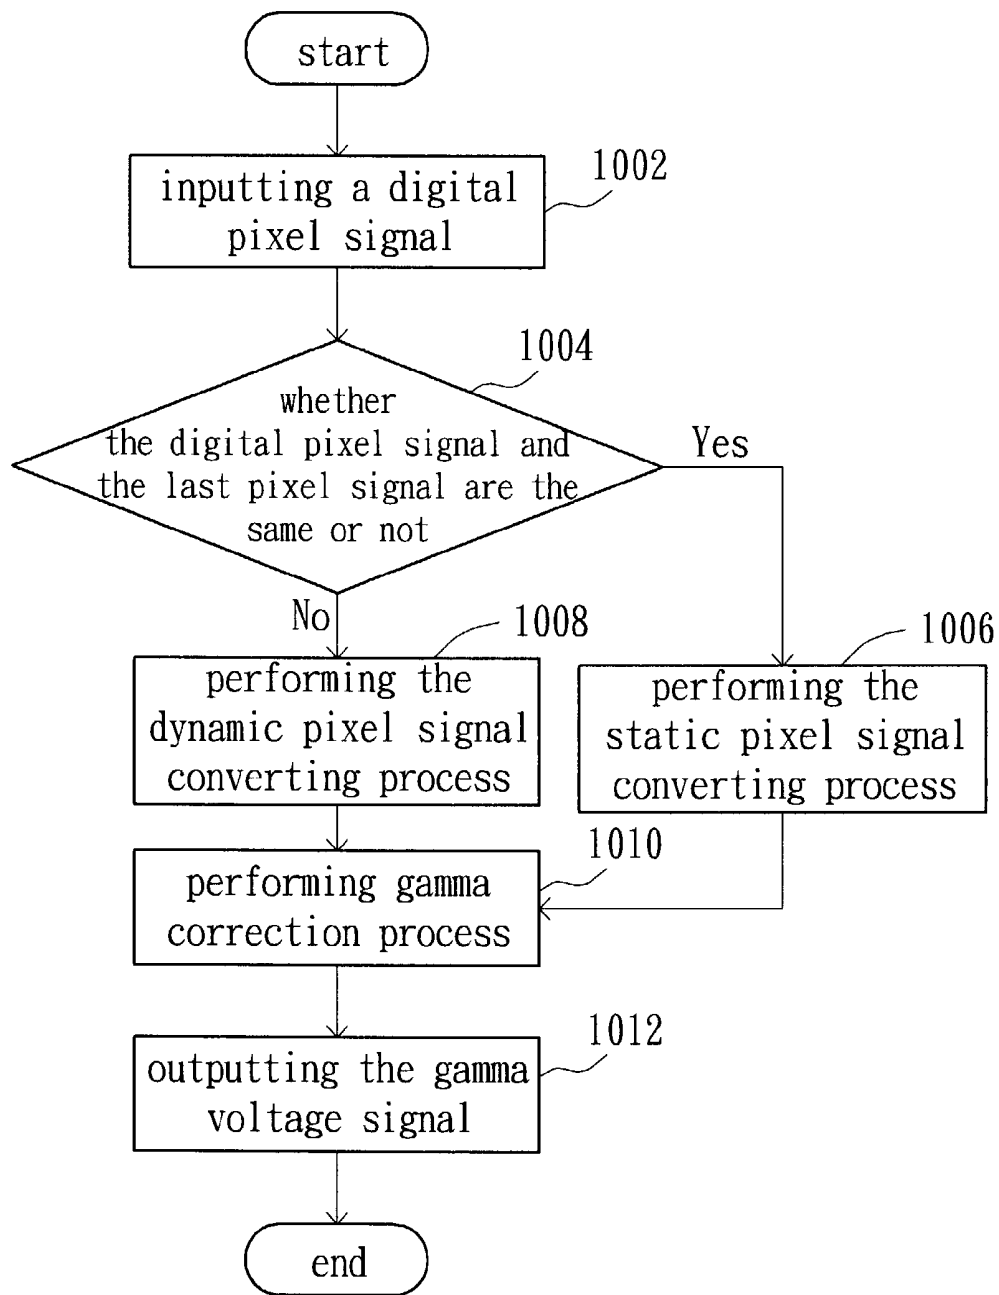 start
1002
inputting a digital
pixel signal
1004
whether
the digital pixel signal and
the last pixel signal are the
same or not
Yes
No
1008
performing the
dynamic pixel signal
converting process
1006
performing the
static pixel signal
converting process
1010
performing gamma
correction process
1012
outputting the gamma
voltage signal
end